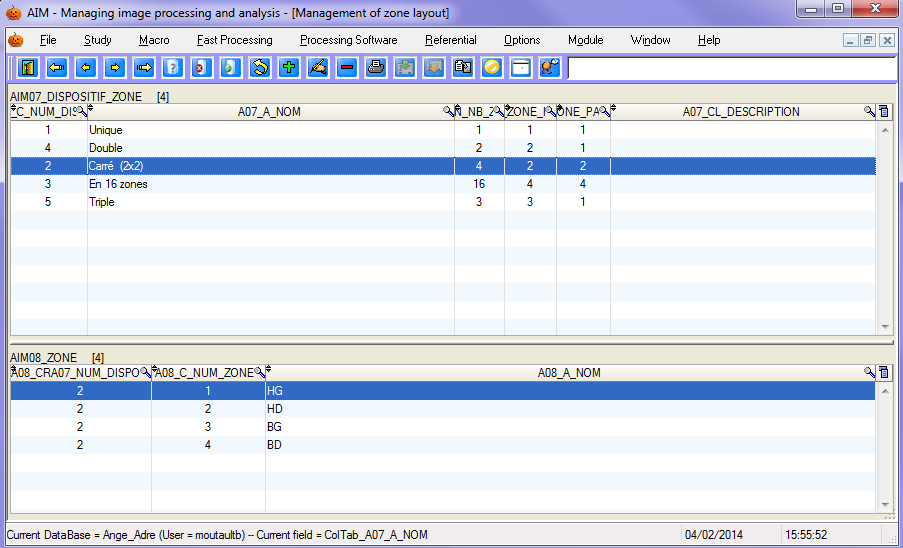 AIM - Managing image processing and analysis - [Management of zone layout]
File Study Macro Fast Processing Processing Software Referential Options Module Window Help
AIM07_DISPOSITIF_ZONE [4]
_C_NUM_DIS A07_A_NOM _NB_Z ZONE_ ONE_PA A07_CL_DESCRIPTION
1 Unique 1 1 1
4 Double 2 2 1
2 Carré (2x2) 4 2 2
3 En 16 zones 16 4 4
5 Triple 3 3 1
AIM08_ZONE [4]
A08_CRA07_NUM_DISPO A08_C_NUM_ZONE A08_A_NOM
2 1 HG
2 2 HD
2 3 BG
2 4 BD
Current DataBase = Ange_Adre (User = moutaultb) -- Current field = ColTab_A07_A_NOM 04/02/2014 15:55:52